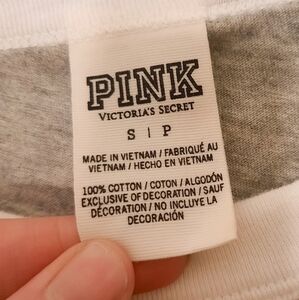 PINK
VICTORIA'S SECRET
S | P
MADE IN VIETNAM / FABRIQUÉ AU
VIETNAM / HECHO EN VIETNAM
100% COTTON / COTON / ALGODÓN
EXCLUSIVE OF DECORATION / SAUF
DÉCORATION / NO INCLUYE LA
DECORACIÓN